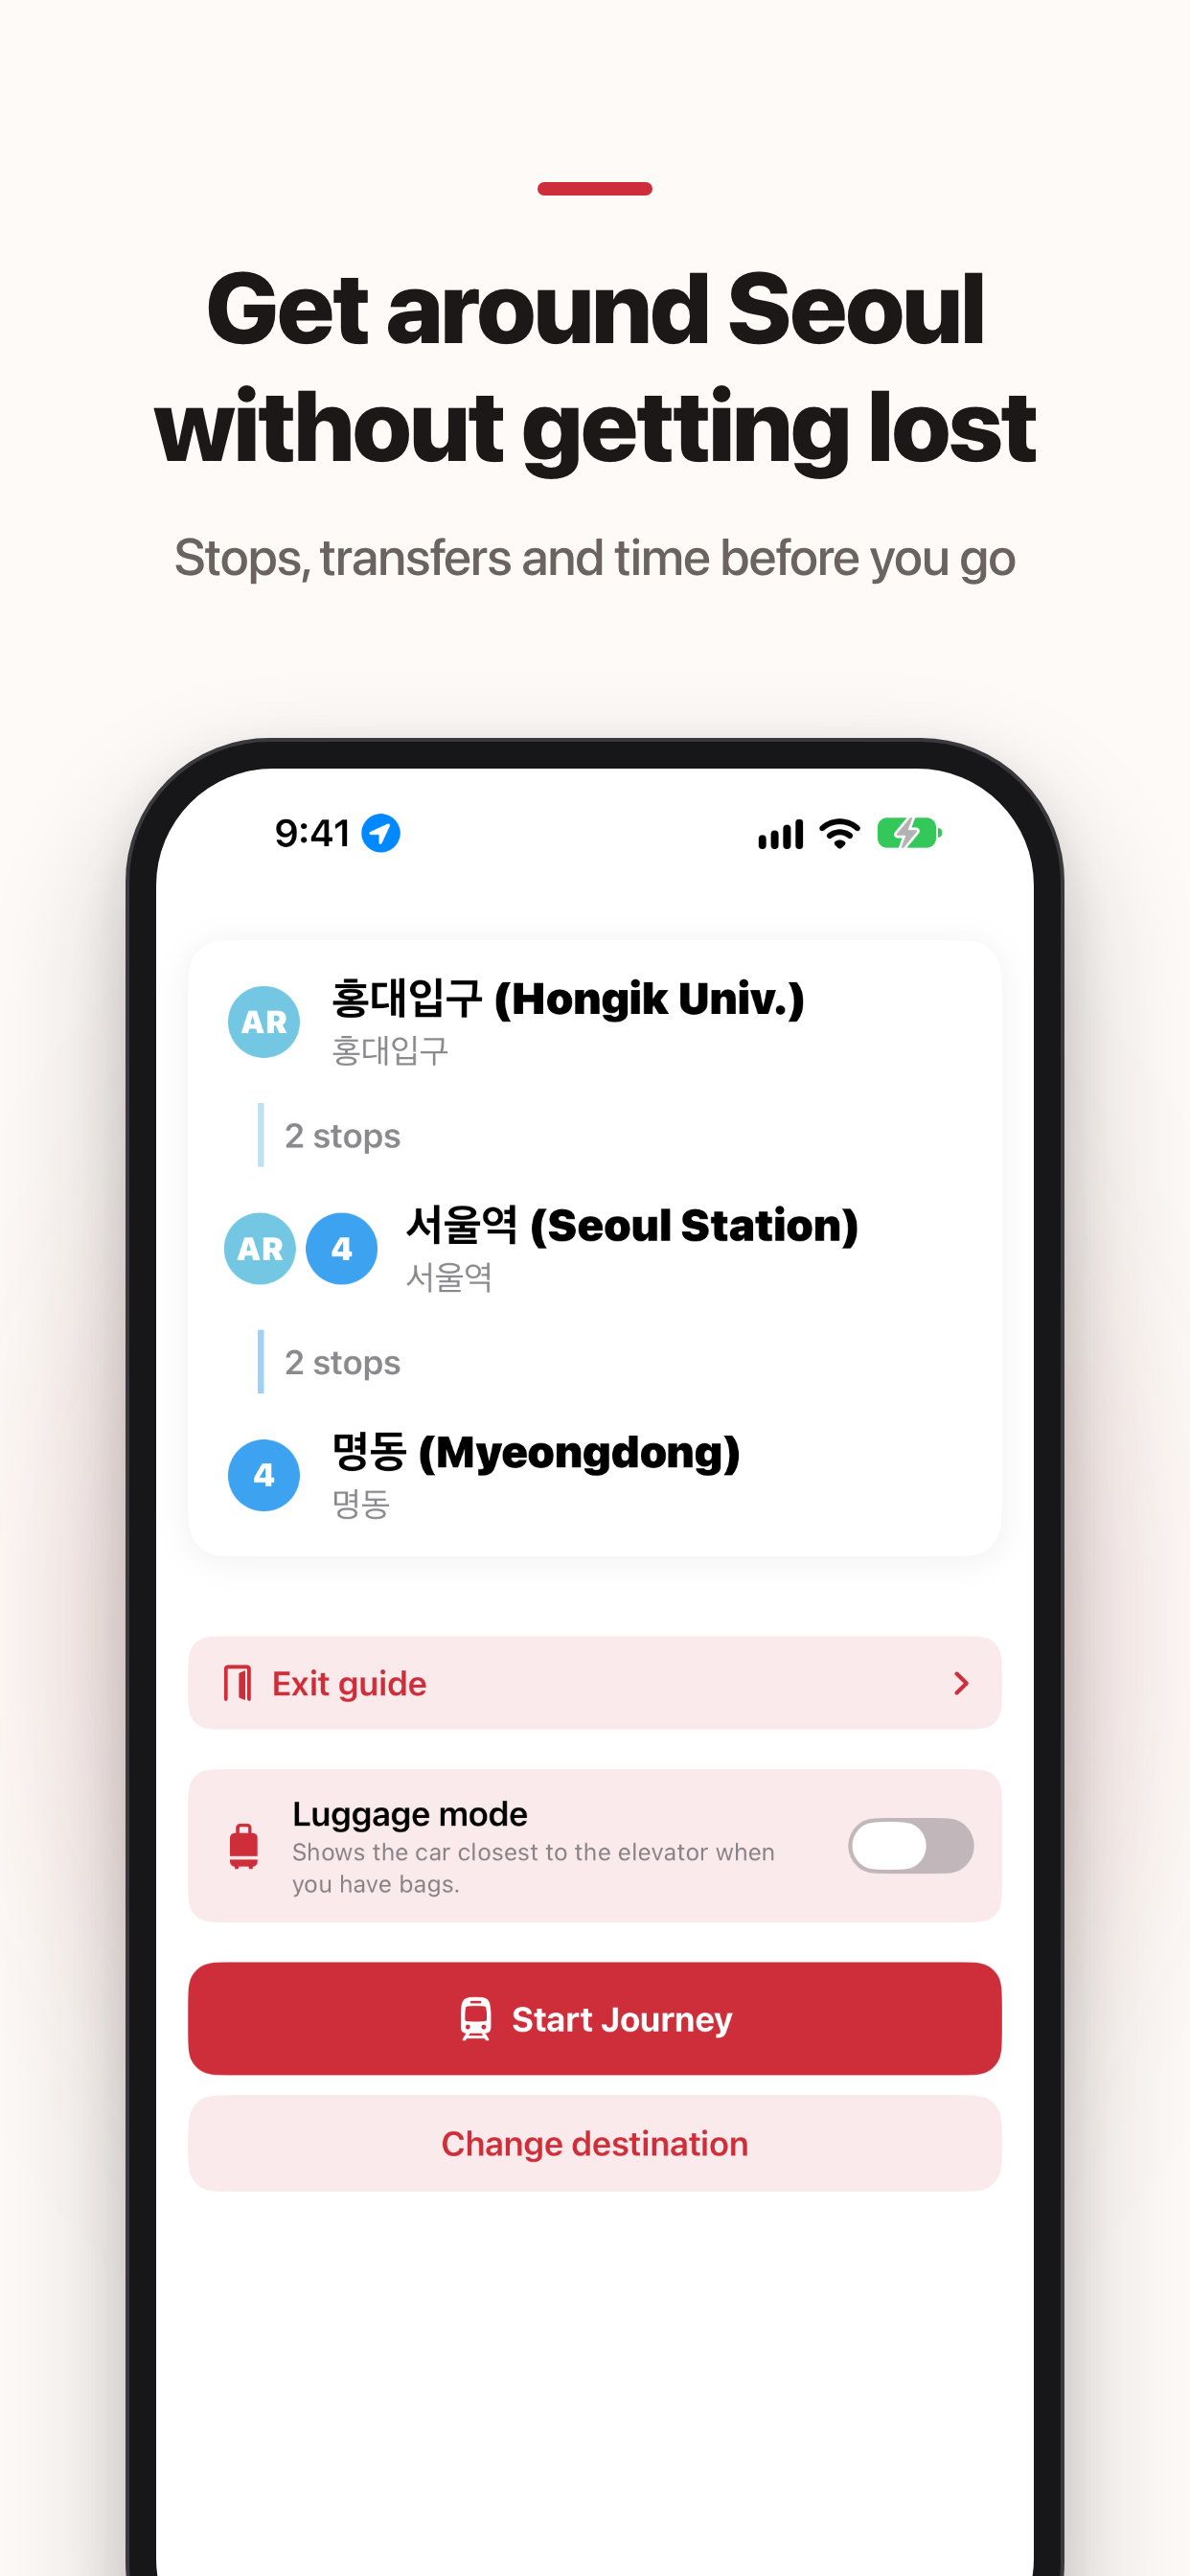 Get around Seoul
without getting lost
Stops, transfers and time before you go
9:41
AR
홍대입구 (Hongik Univ.)
홍대입구
2 stops
AR 4 서울역 (Seoul Station)
서울역
2 stops
4
명동 (Myeongdong)
명동
Exit guide
Luggage mode
Shows the car closest to the elevator when
you have bags.
Start Journey
Change destination